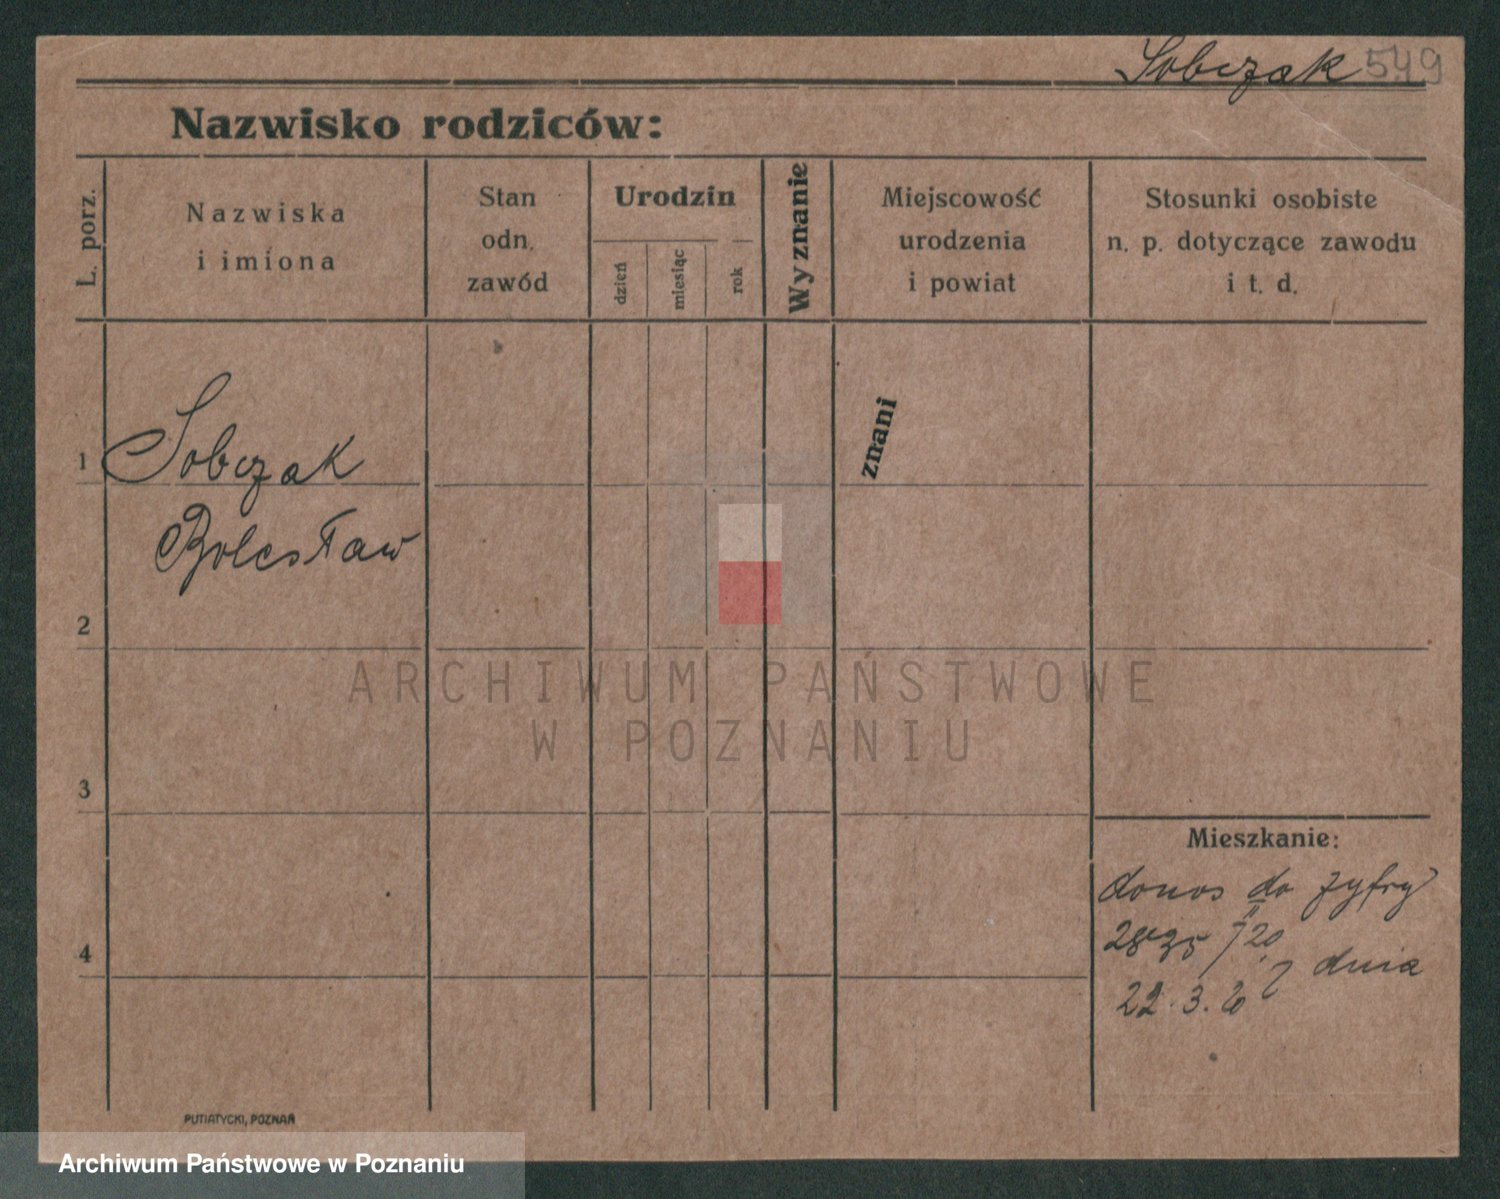 Sobczak 549
Nazwisko rodziców:
L. porz.
Nazwiska
i imiona
Stan
odn.
zawód
Urodzin
dzień
miesiąc
rok
Wyznanie
Miejscowość
urodzenia
i powiat
Stosunki osobiste
n. p. dotyczące zawodu
i t. d.
1
Sobczak
Bolesław
znani
2
3
4
ARCHIWUM PAŃSTWOWE
W POZNANIU
Mieszkanie:
donos do
2835 20
z dnia
22. 3. 20
PUTIATYCKI, POZNAŃ
Archiwum Państwowe w Poznaniu